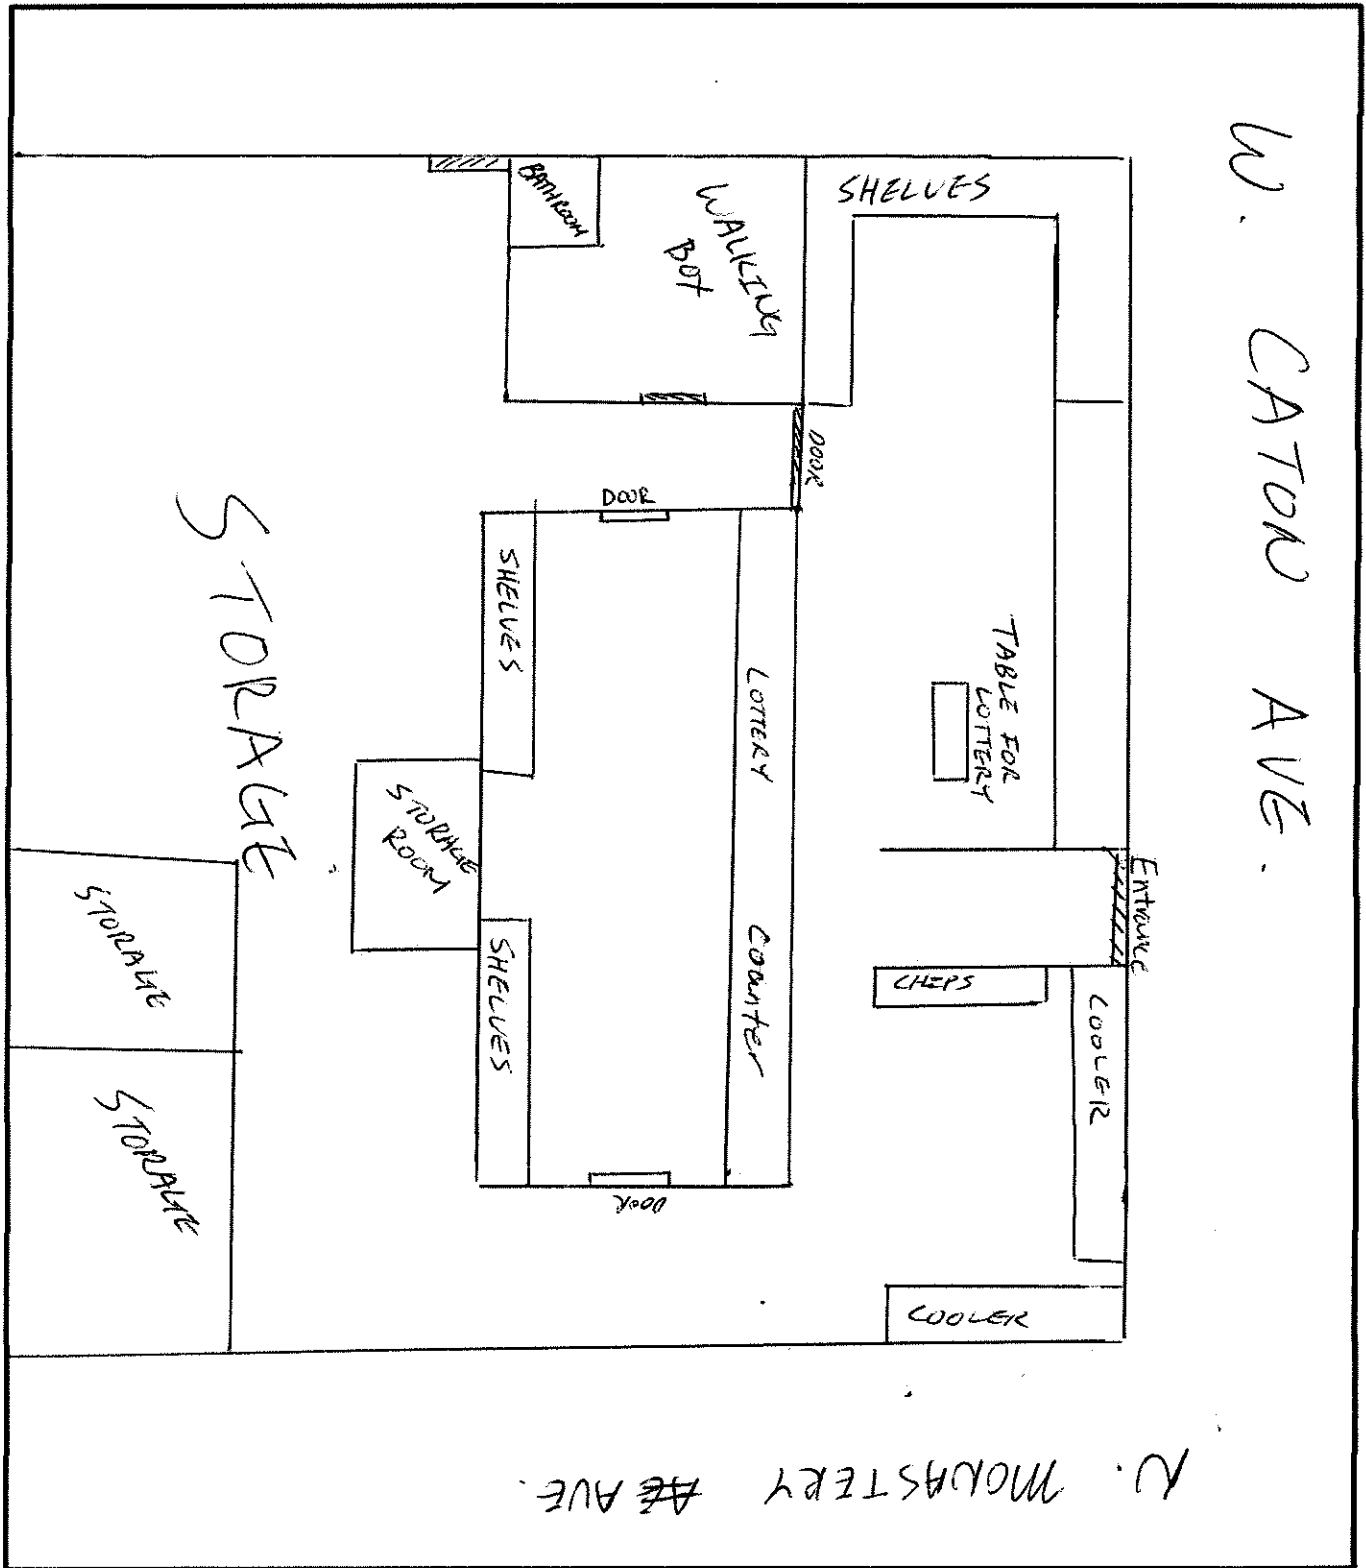 W. CATON AVE.
SHELVES
BATHROOM
WALKING
BOX
DOOR
DOOR
SHELVES
LOTTERY COUNTER
TABLE FOR
LOTTERY
Entrance
CHIPS
COOLER
COOLER
STORAGE
STORAGE
ROOM
SHELVES
DOOR
STORAGE
STORAGE
N. MONASTERY AVE.